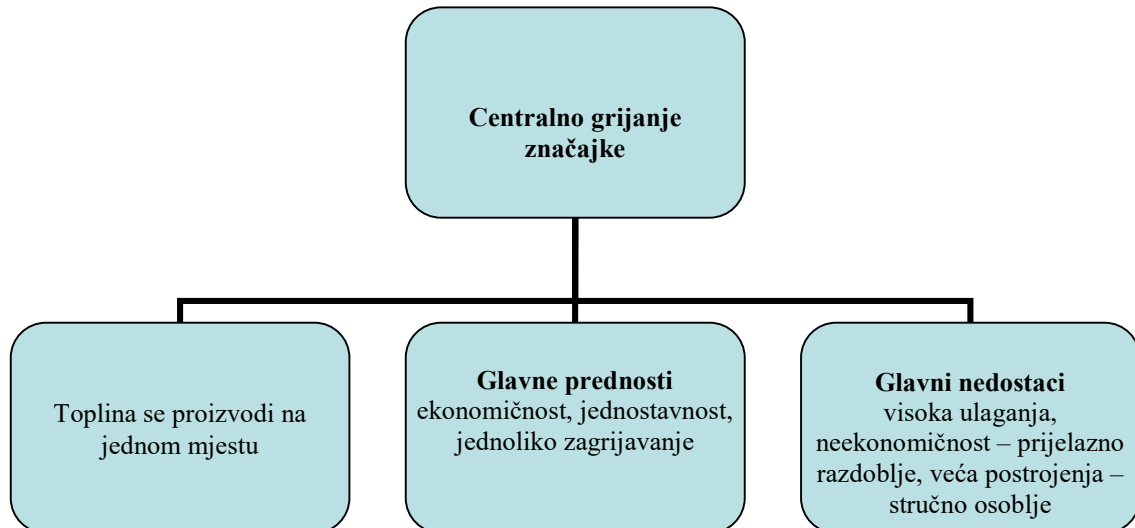 Centralno grijanje
značajke
Toplina se proizvodi na
jednom mjestu
Glavne prednosti
ekonomičnost, jednostavnost,
jednoliko zagrijavanje
Glavni nedostaci
visoka ulaganja,
neekonomičnost – prijelazno
razdoblje, veća postrojenja –
stručno osoblje